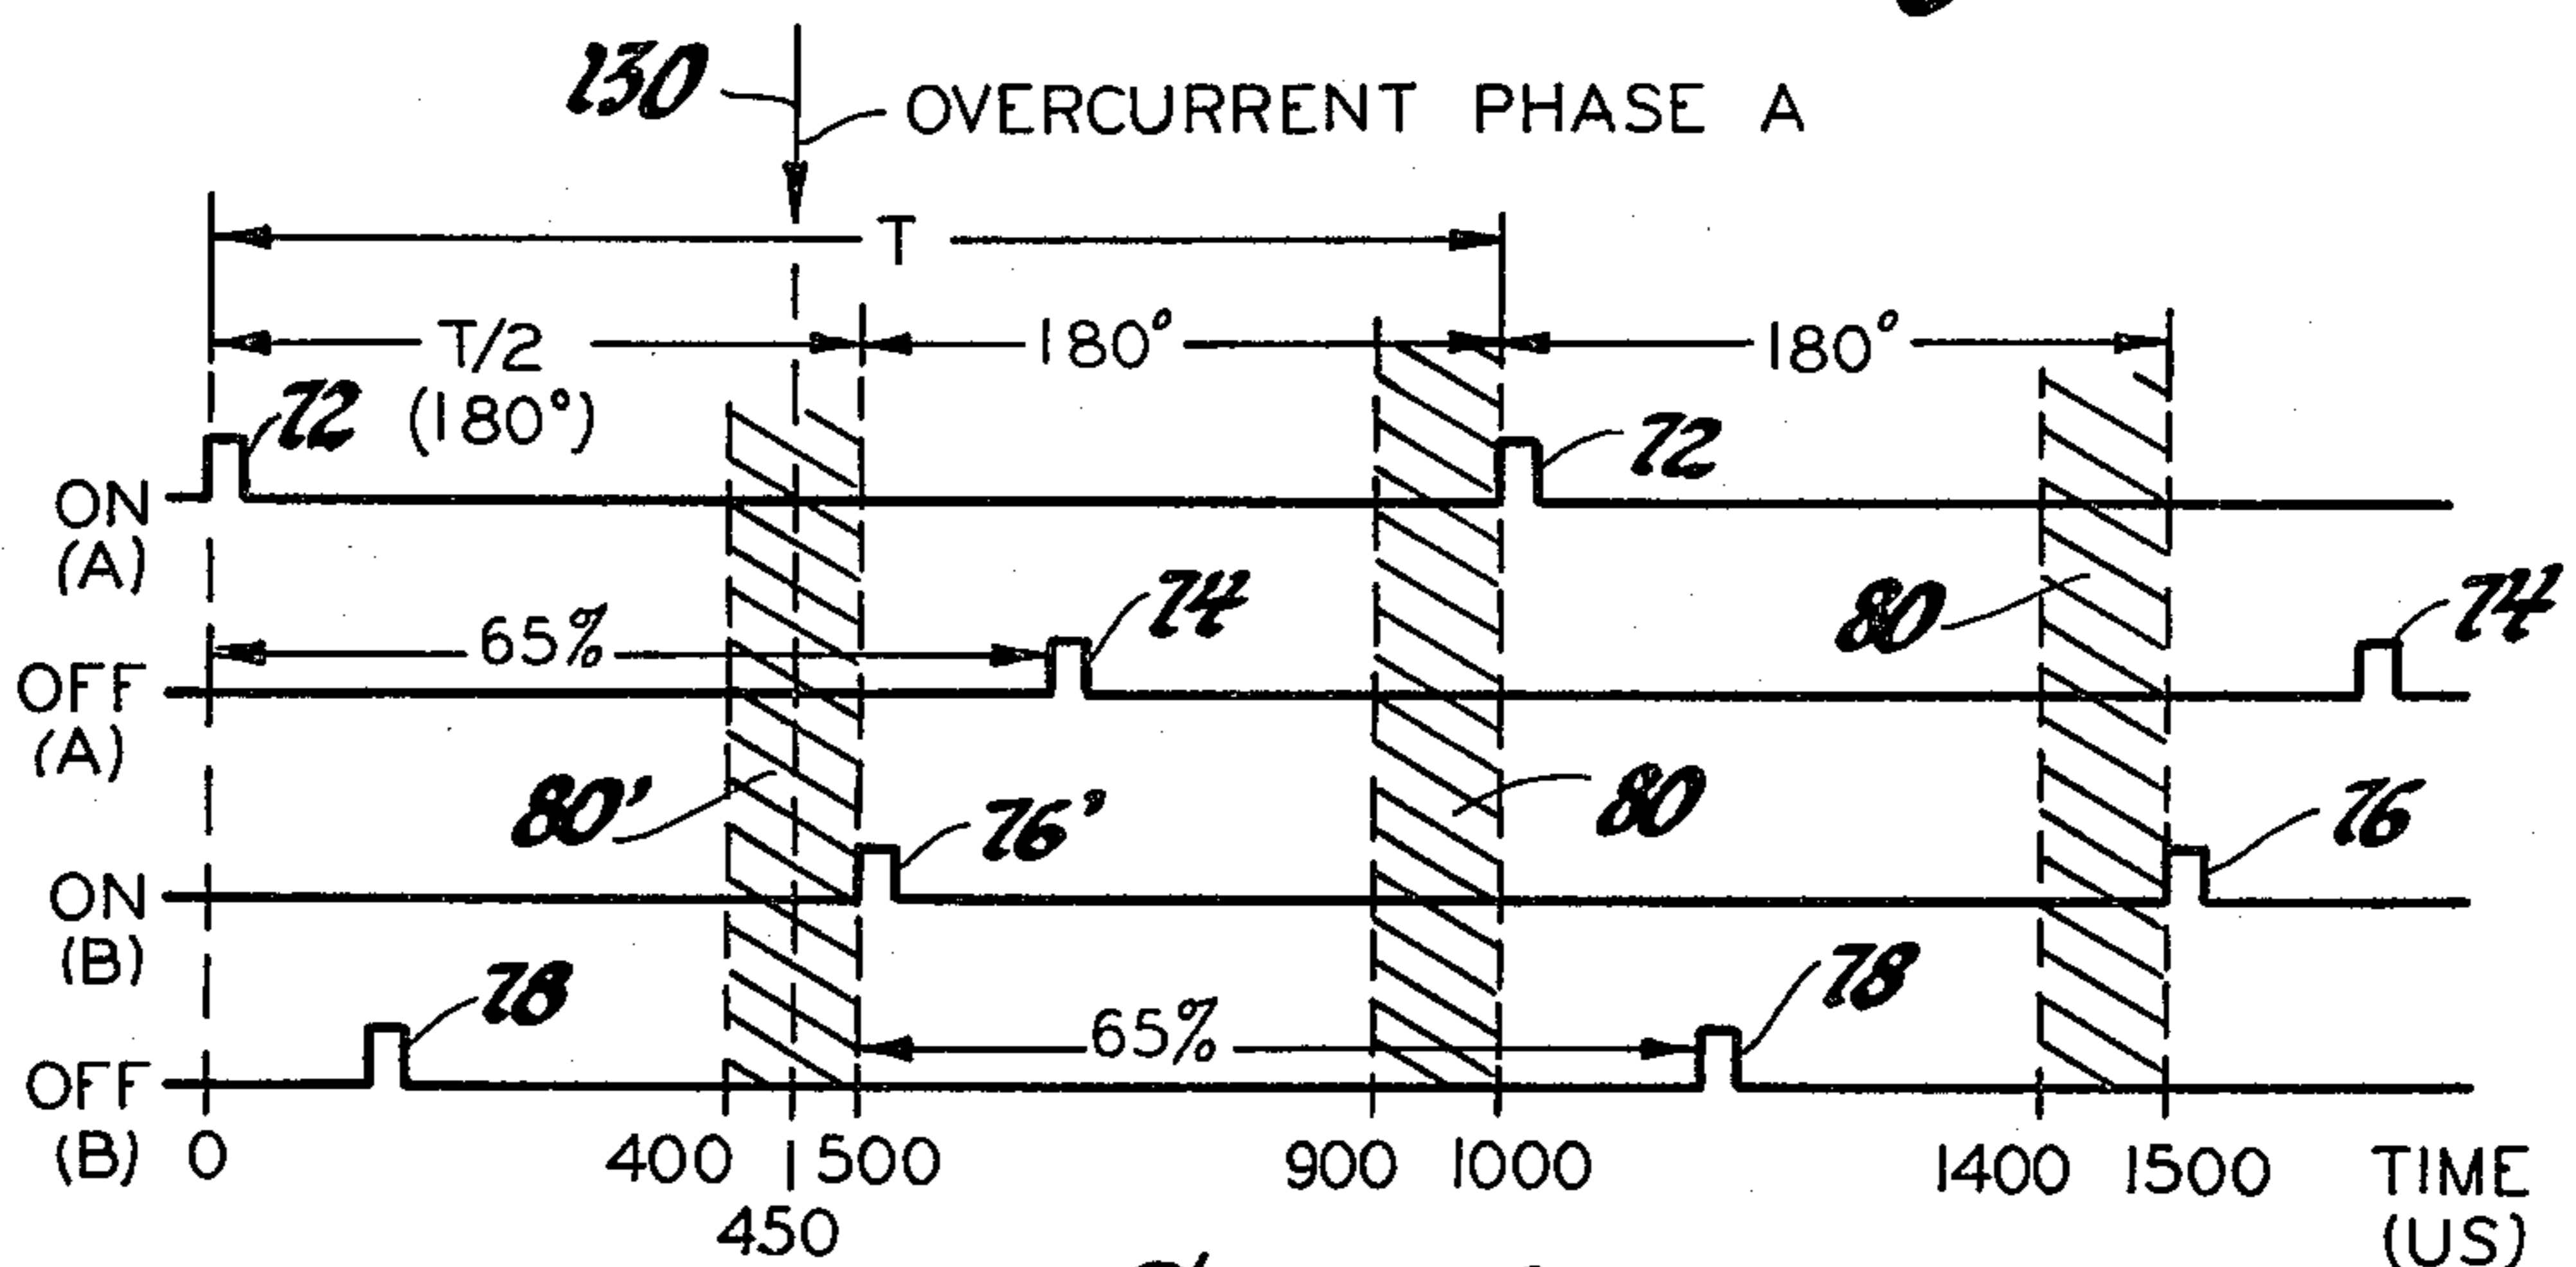 130
OVERCURRENT PHASE A
T
T/2 180° 180°
72 (180°) 72
ON
(A)
74 74
65% 80
OFF
(A)
80' 76' 80 76
ON
(B)
78 65% 78
OFF
(B) 0 400 500 900 1000 1400 1500 TIME
450 (US)